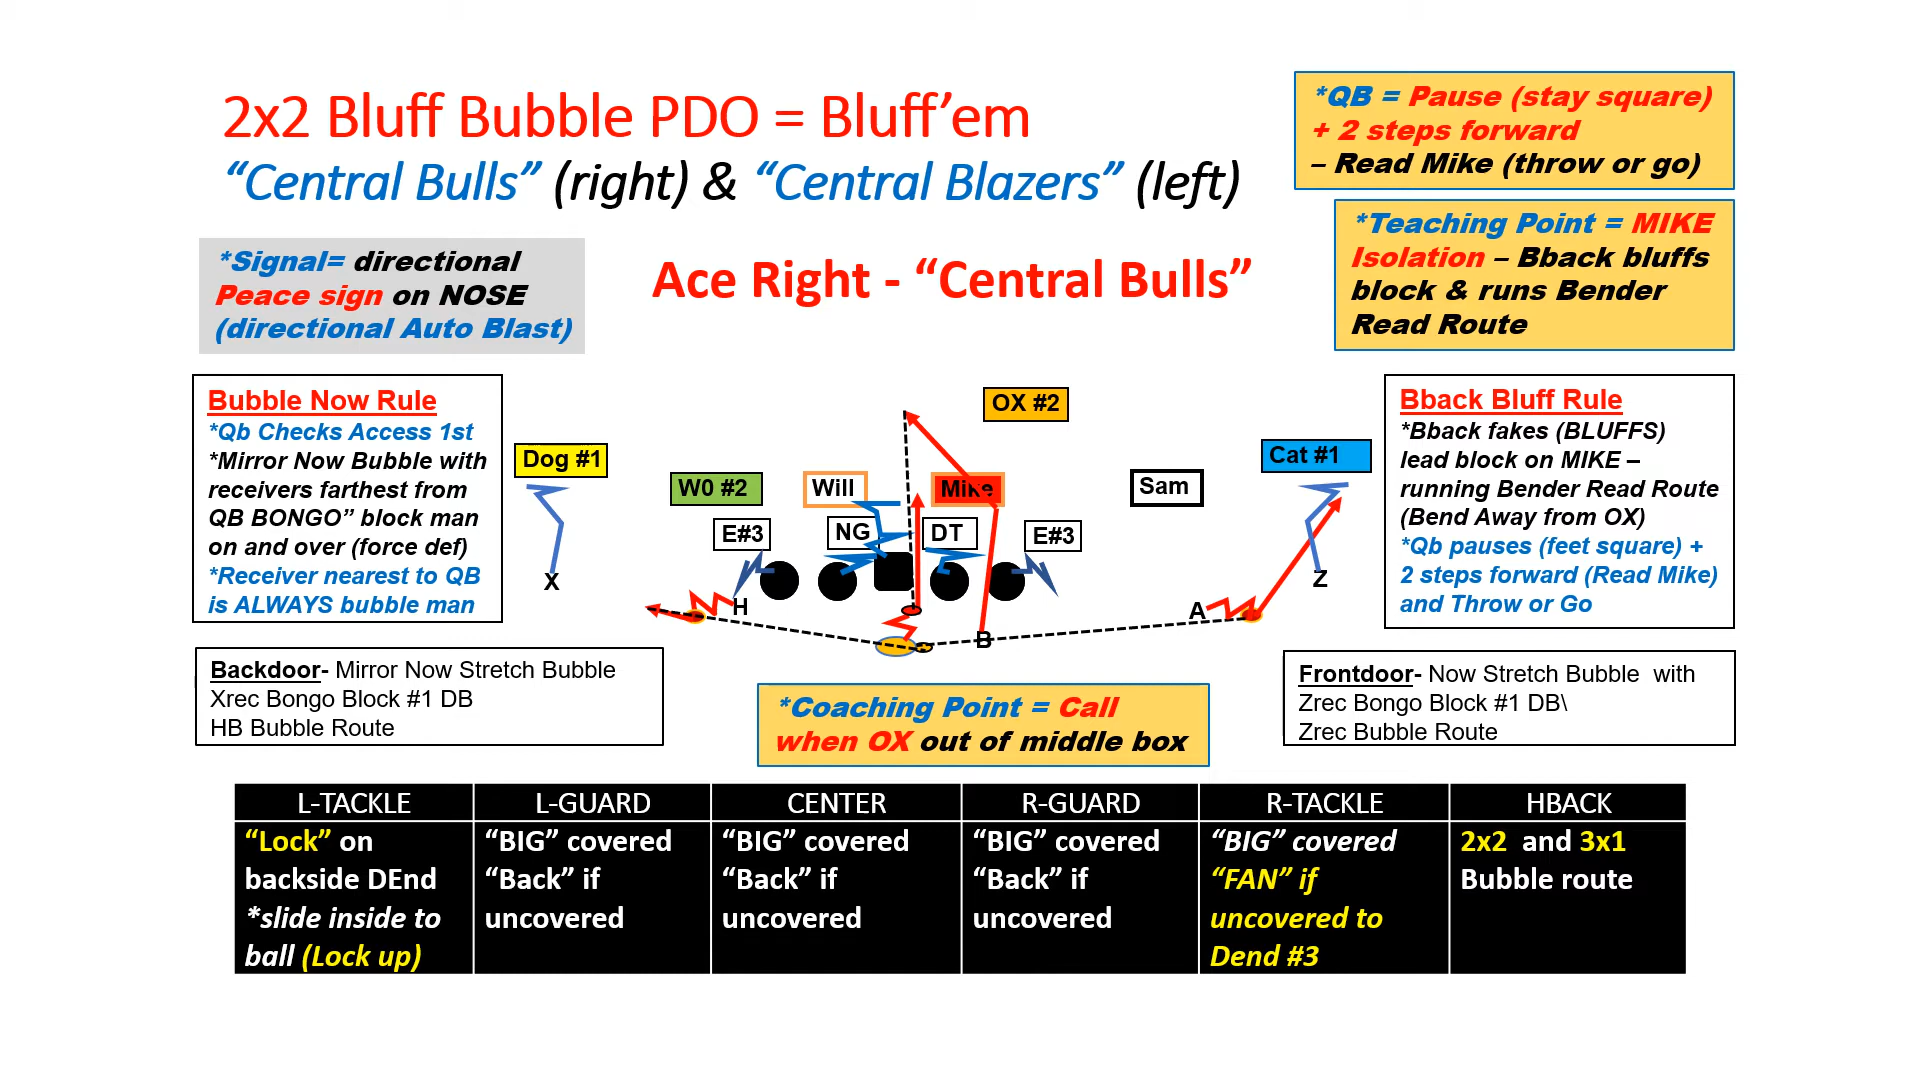 2x2 Bluff Bubble PDO = Bluff’em
“Central Bulls” (right) & “Central Blazers” (left)
*QB = Pause (stay square)
+ 2 steps forward
– Read Mike (throw or go)
*Teaching Point = MIKE
Isolation – Bback bluffs
block & runs Bender
Read Route
*Signal= directional
Peace sign on NOSE
(directional Auto Blast)
Ace Right - “Central Bulls”
Bubble Now Rule
*Qb Checks Access 1st
*Mirror Now Bubble with
receivers farthest from
QB BONGO” block man
on and over (force def)
*Receiver nearest to QB
is ALWAYS bubble man
OX #2
Dog #1
Cat #1
W0 #2
Will
Mike
Sam
E#3
NG
DT
E#3
X
Z
H
A
B
Bback Bluff Rule
*Bback fakes (BLUFFS)
lead block on MIKE –
running Bender Read Route
(Bend Away from OX)
*Qb pauses (feet square) +
2 steps forward (Read Mike)
and Throw or Go
Backdoor- Mirror Now Stretch Bubble
Xrec Bongo Block #1 DB
HB Bubble Route
*Coaching Point = Call
when OX out of middle box
Frontdoor- Now Stretch Bubble with
Zrec Bongo Block #1 DB\
Zrec Bubble Route
L-TACKLE
L-GUARD
CENTER
R-GUARD
R-TACKLE
HBACK
“Lock” on
backside DEnd
*slide inside to
ball (Lock up)
“BIG” covered
“Back” if
uncovered
“BIG” covered
“Back” if
uncovered
“BIG” covered
“Back” if
uncovered
“BIG” covered
“FAN” if
uncovered to
Dend #3
2x2 and 3x1
Bubble route